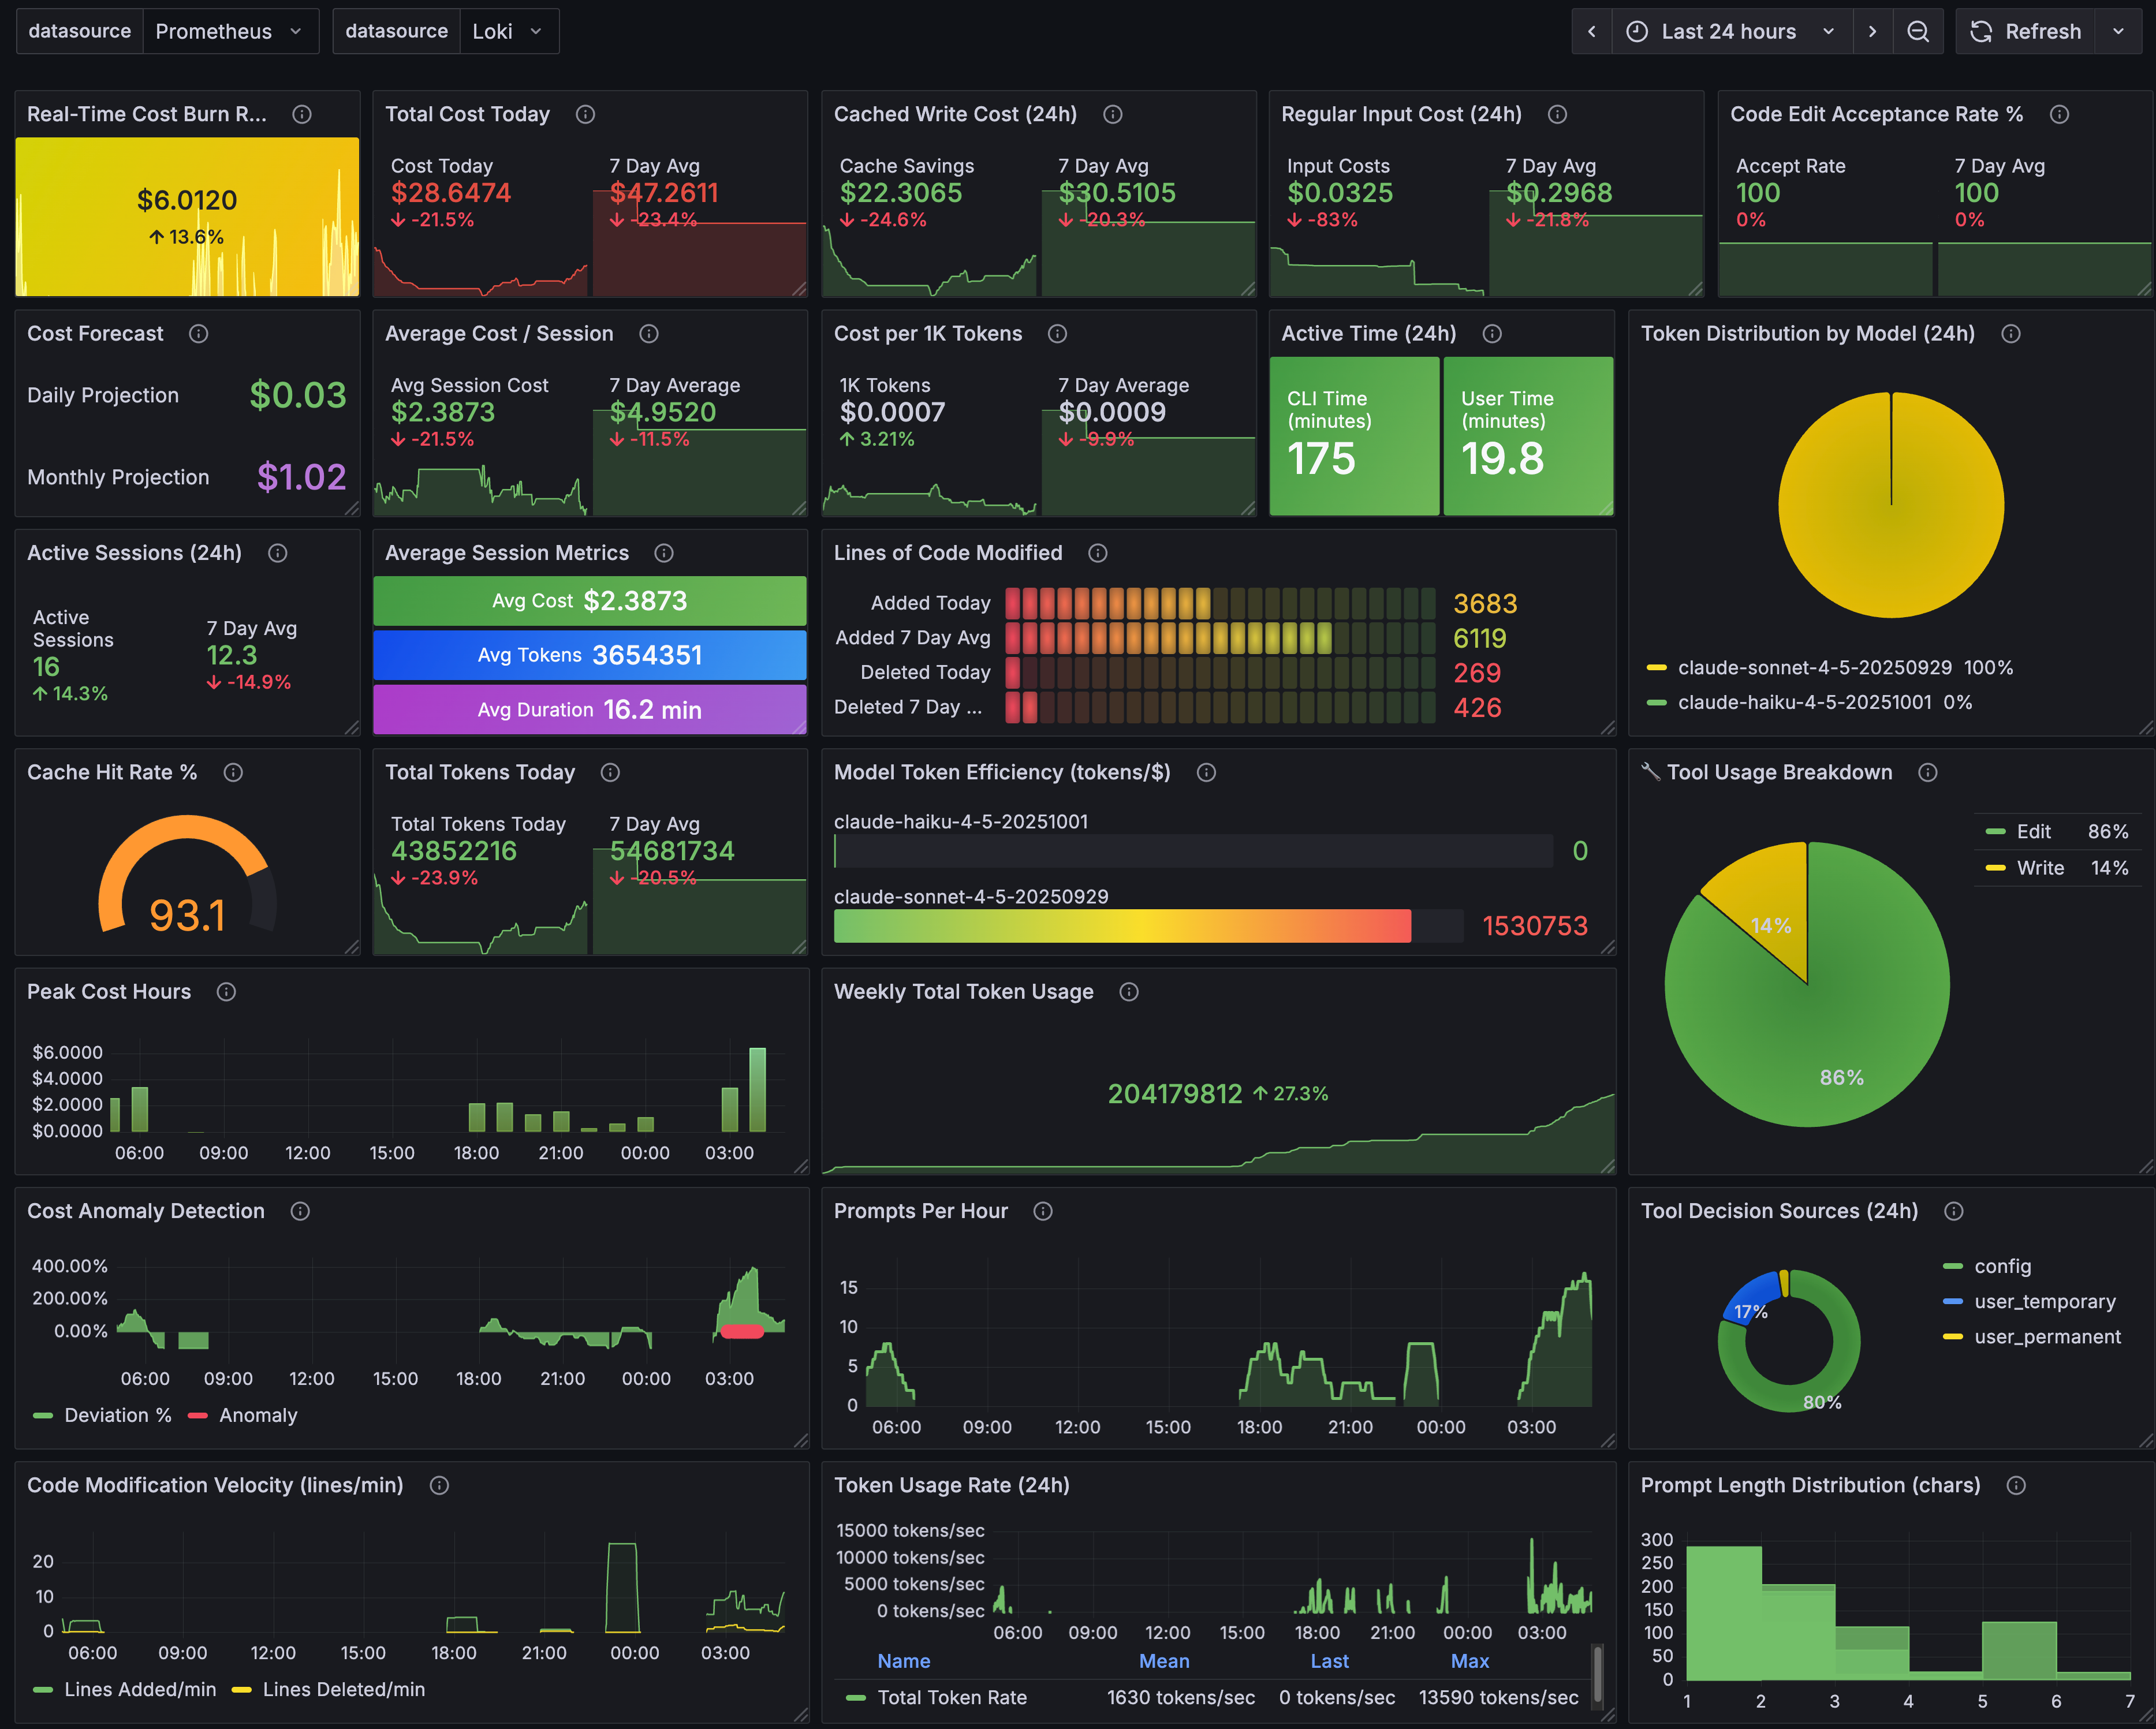 datasource Prometheus datasource Loki Last 24 hours Refresh
Real-Time Cost Burn R...
$6.0120
13.6%
Total Cost Today
Cost Today 7 Day Avg
$28.6474 $47.2611
-21.5% -23.4%
Cached Write Cost (24h)
Cache Savings 7 Day Avg
$22.3065 $30.5105
-24.6% -20.3%
Regular Input Cost (24h)
Input Costs 7 Day Avg
$0.0325 $0.2968
-83% -21.8%
Code Edit Acceptance Rate %
Accept Rate 7 Day Avg
100 100
0% 0%
Cost Forecast
Daily Projection $0.03
Monthly Projection $1.02
Average Cost / Session
Avg Session Cost 7 Day Average
$2.3873 $4.9520
-21.5% -11.5%
Cost per 1K Tokens
1K Tokens 7 Day Average
$0.0007 $0.0009
3.21% -9.9%
Active Time (24h)
CLI Time
(minutes)
175
User Time
(minutes)
19.8
Token Distribution by Model (24h)
claude-sonnet-4-5-20250929 100%
claude-haiku-4-5-20251001 0%
Active Sessions (24h)
Active
Sessions
16
14.3%
7 Day Avg
12.3
-14.9%
Average Session Metrics
Avg Cost $2.3873
Avg Tokens 3654351
Avg Duration 16.2 min
Lines of Code Modified
Added Today 3683
Added 7 Day Avg 6119
Deleted Today 269
Deleted 7 Day ... 426
Cache Hit Rate %
93.1
Total Tokens Today
Total Tokens Today 7 Day Avg
43852216 54681734
-23.9% -20.5%
Model Token Efficiency (tokens/$)
claude-haiku-4-5-20251001
0
claude-sonnet-4-5-20250929
1530753
Tool Usage Breakdown
Edit 86%
Write 14%
14%
86%
Peak Cost Hours
$6.0000
$4.0000
$2.0000
$0.0000
06:00 09:00 12:00 15:00 18:00 21:00 00:00 03:00
Weekly Total Token Usage
204179812 27.3%
Cost Anomaly Detection
400.00%
200.00%
0.00%
06:00 09:00 12:00 15:00 18:00 21:00 00:00 03:00
Deviation % Anomaly
Prompts Per Hour
15
10
5
0
06:00 09:00 12:00 15:00 18:00 21:00 00:00 03:00
Tool Decision Sources (24h)
config
user_temporary
user_permanent
17%
80%
Code Modification Velocity (lines/min)
20
10
0
06:00 09:00 12:00 15:00 18:00 21:00 00:00 03:00
Lines Added/min Lines Deleted/min
Token Usage Rate (24h)
15000 tokens/sec
10000 tokens/sec
5000 tokens/sec
0 tokens/sec
06:00 09:00 12:00 15:00 18:00 21:00 00:00 03:00
Name Mean Last Max
Total Token Rate 1630 tokens/sec 0 tokens/sec 13590 tokens/sec
Prompt Length Distribution (chars)
300
250
200
150
100
50
0
1 2 3 4 5 6 7